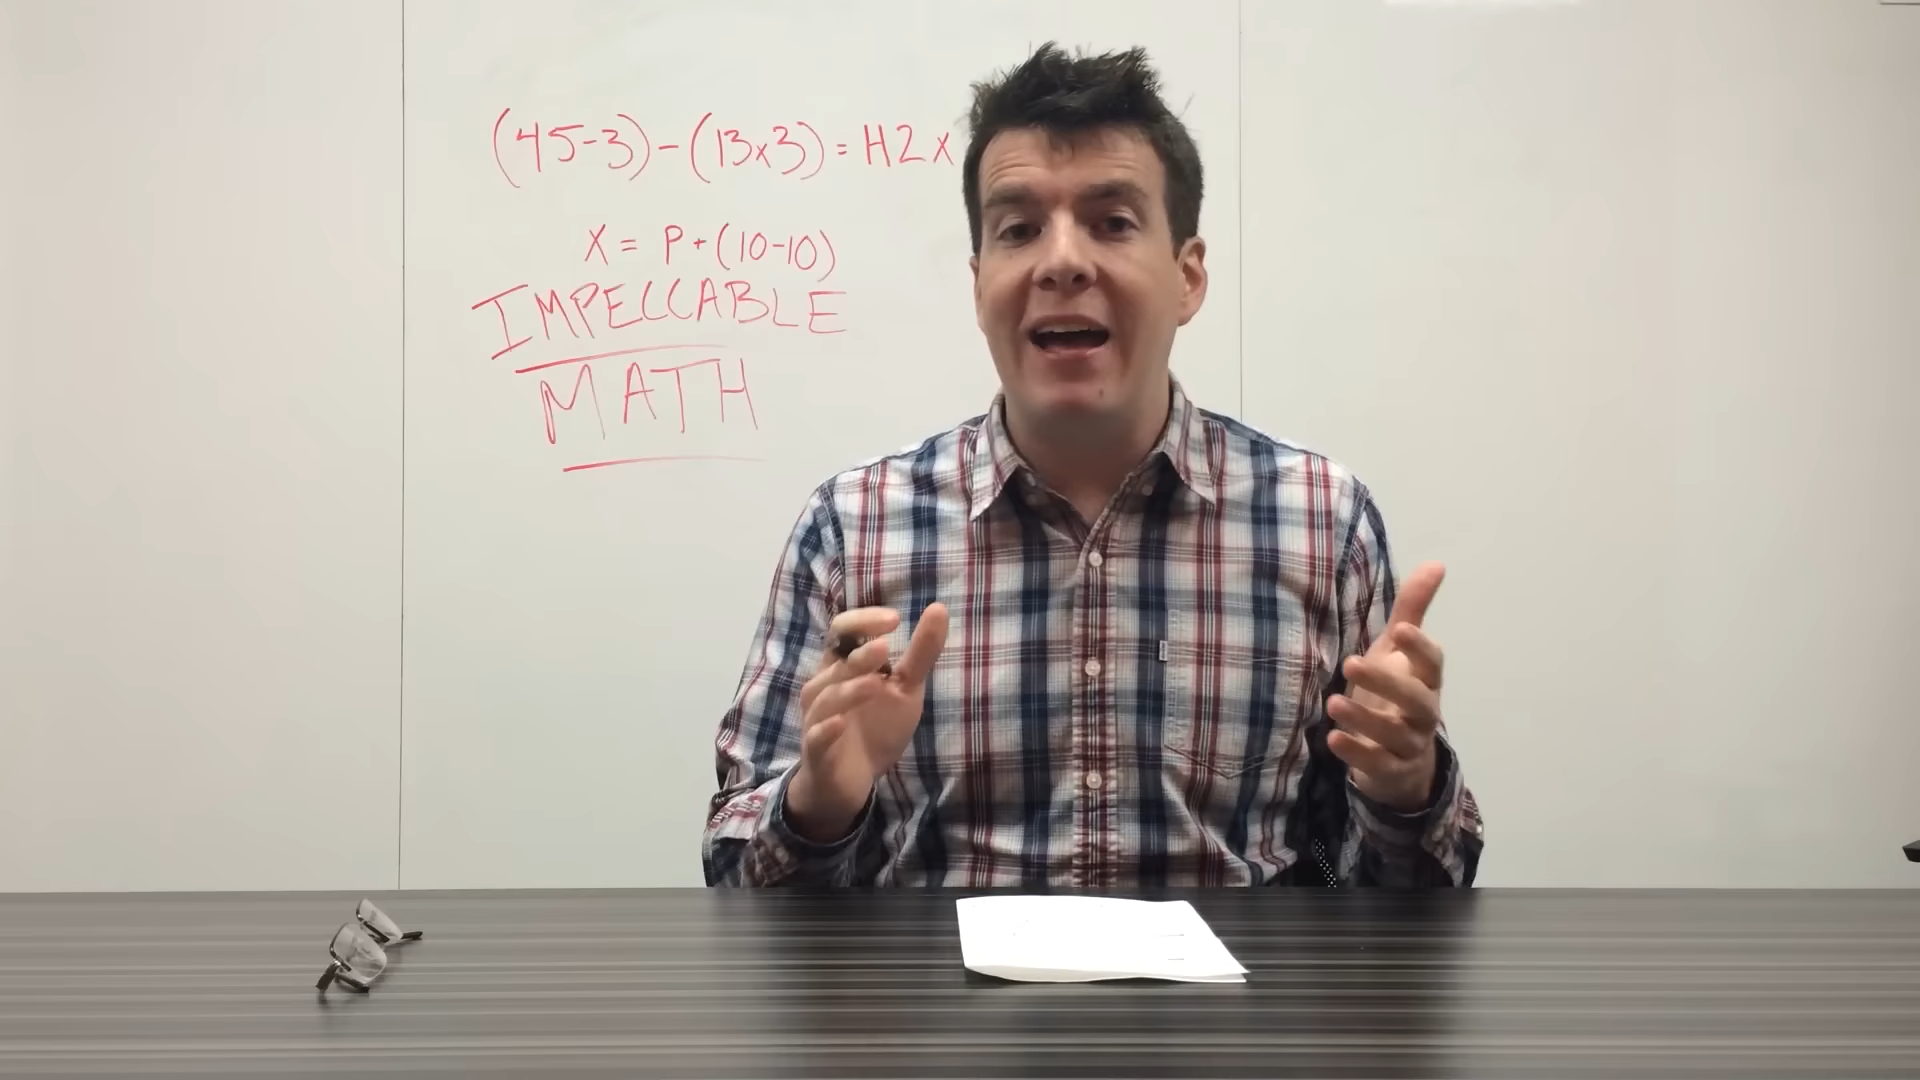 (45-3)-(13x3)=H2x
X = P+(10-10)
IMPECCABLE
MATH